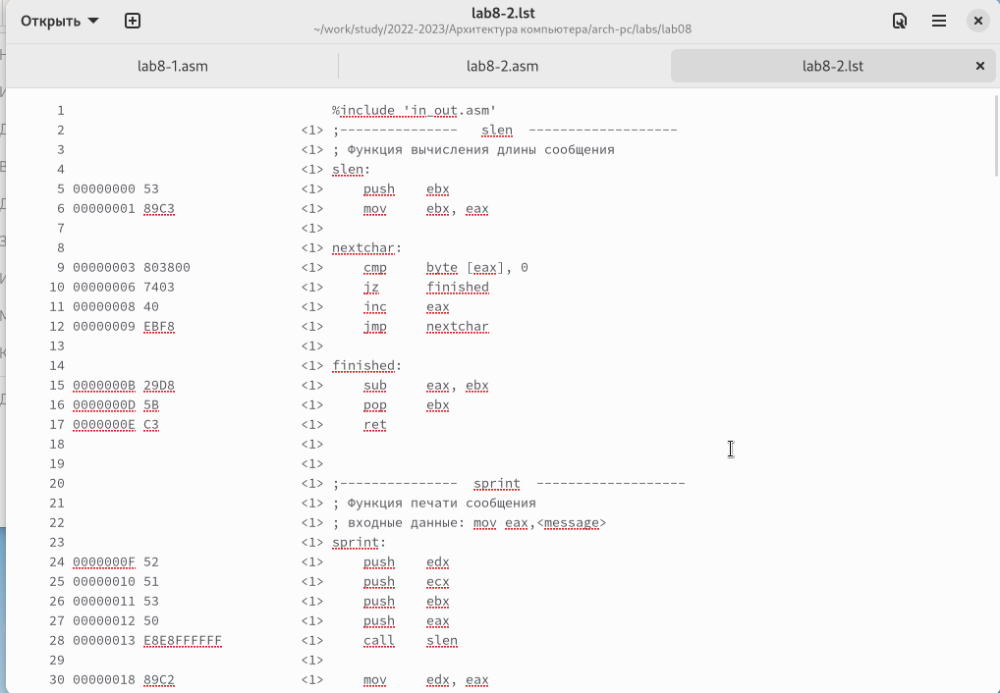 Открыть
lab8-2.lst
~/work/study/2022-2023/Архитектура компьютера/arch-pc/labs/lab08
lab8-1.asm lab8-2.asm lab8-2.lst
1 %include 'in_out.asm'
2 <1> ;--------------- slen -------------------
3 <1> ; Функция вычисления длины сообщения
4 <1> slen:
5 00000000 53 <1> push ebx
6 00000001 89C3 <1> mov ebx, eax
7 <1>
8 <1> nextchar:
9 00000003 803800 <1> cmp byte [eax], 0
10 00000006 7403 <1> jz finished
11 00000008 40 <1> inc eax
12 00000009 EBF8 <1> jmp nextchar
13 <1>
14 <1> finished:
15 0000000B 29D8 <1> sub eax, ebx
16 0000000D 5B <1> pop ebx
17 0000000E C3 <1> ret
18 <1>
19 <1>
20 <1> ;--------------- sprint -------------------
21 <1> ; Функция печати сообщения
22 <1> ; входные данные: mov eax,<message>
23 <1> sprint:
24 0000000F 52 <1> push edx
25 00000010 51 <1> push ecx
26 00000011 53 <1> push ebx
27 00000012 50 <1> push eax
28 00000013 E8E8FFFFFF <1> call slen
29 <1>
30 00000018 89C2 <1> mov edx, eax